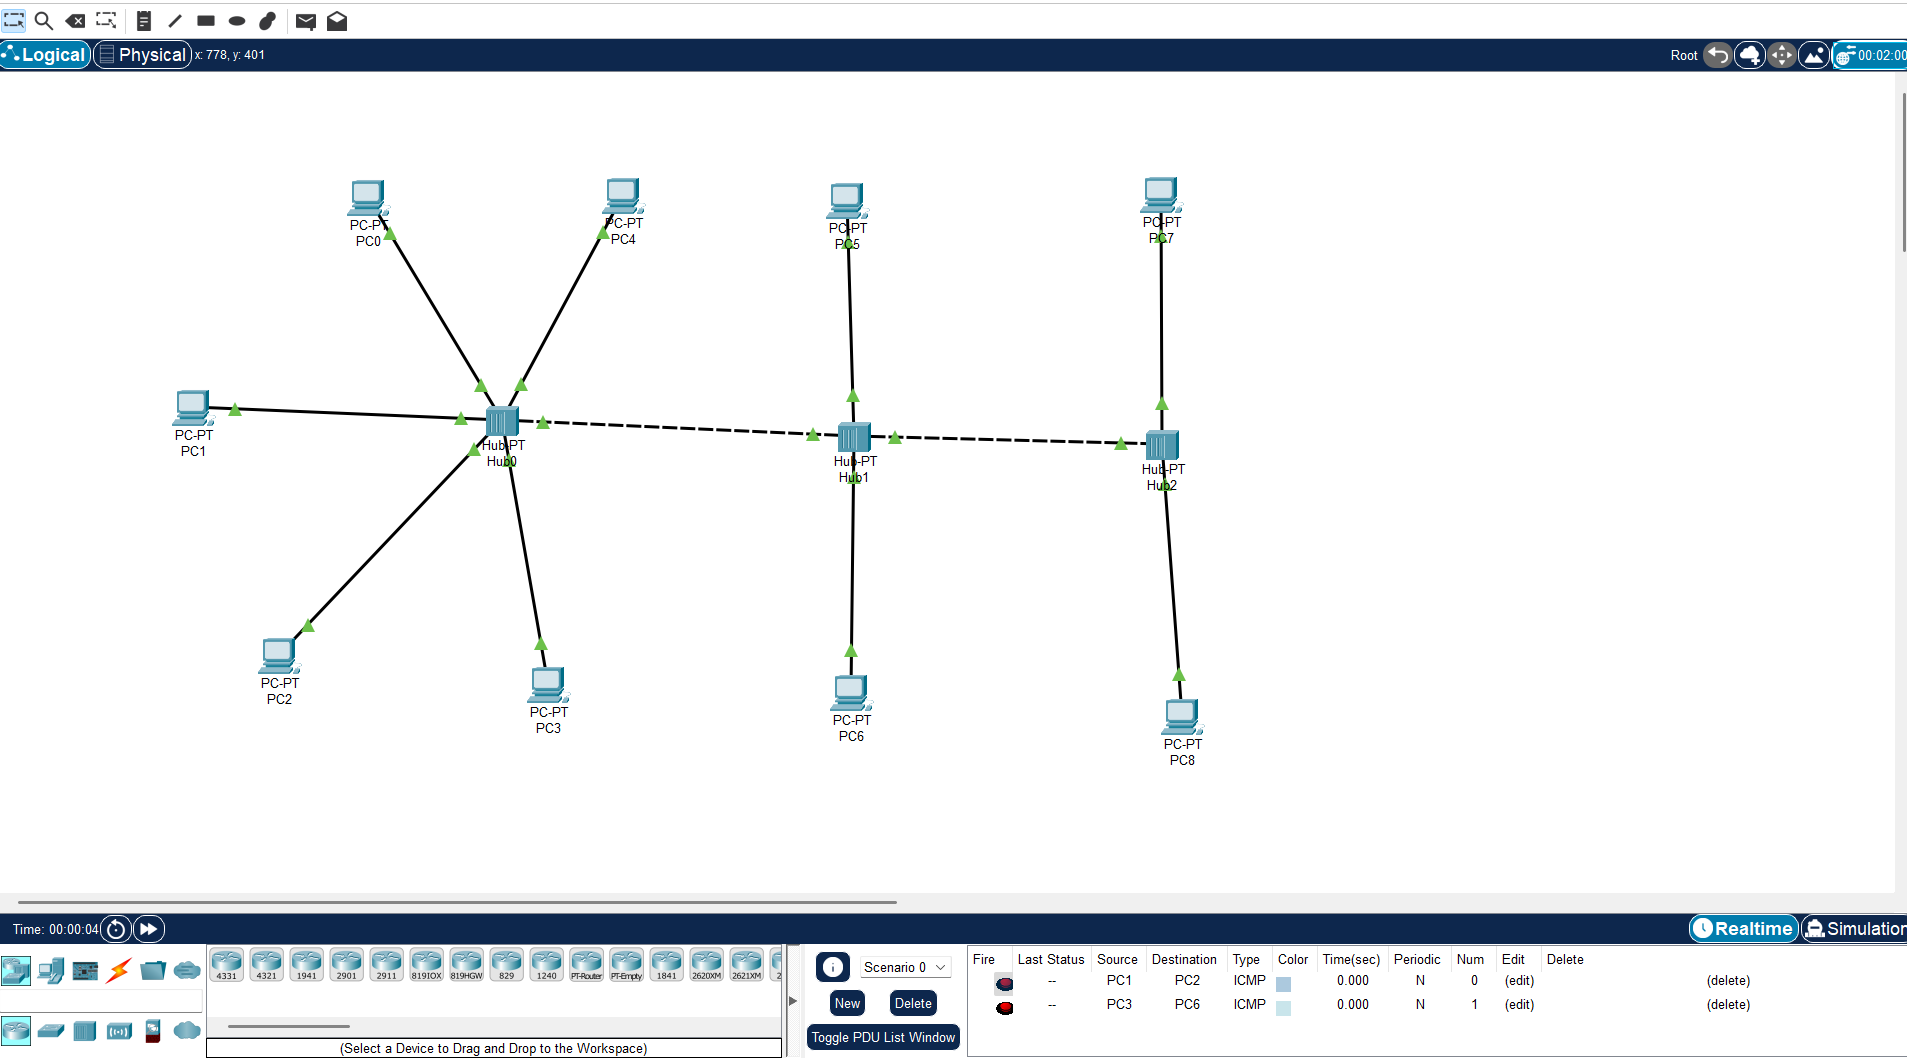 Logical Physical x: 778, y: 401 Root 00:02:00
PC-PT
PC0
PC-PT
PC4
PC-PT
PC5
PC-PT
PC7
PC-PT
PC1
Hub-PT
Hub0
Hub-PT
Hub1
Hub-PT
Hub2
PC-PT
PC2
PC-PT
PC3
PC-PT
PC6
PC-PT
PC8
Time: 00:00:04 Realtime Simulation
4331 4321 1941 2901 2911 819IOX 819HGW 829 1240 PT-Router PT-Empty 1841 2620XM 2621XM 2
(Select a Device to Drag and Drop to the Workspace)
Scenario 0
New Delete
Toggle PDU List Window
Fire Last Status Source Destination Type Color Time(sec) Periodic Num Edit Delete
-- PC1 PC2 ICMP 0.000 N 0 (edit) (delete)
-- PC3 PC6 ICMP 0.000 N 1 (edit) (delete)